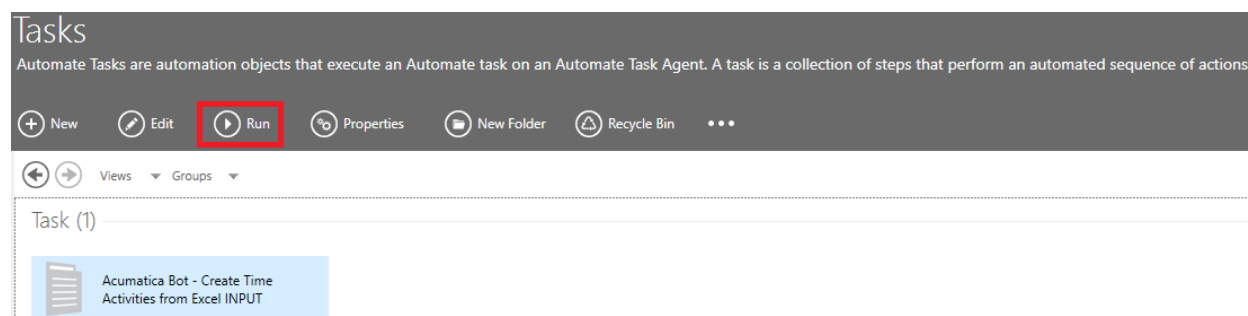 Tasks
Automate Tasks are automation objects that execute an Automate task on an Automate Task Agent. A task is a collection of steps that perform an automated sequence of actions
New Edit Run Properties New Folder Recycle Bin •••
Views Groups
Task (1)
Acumatica Bot - Create Time
Activities from Excel INPUT